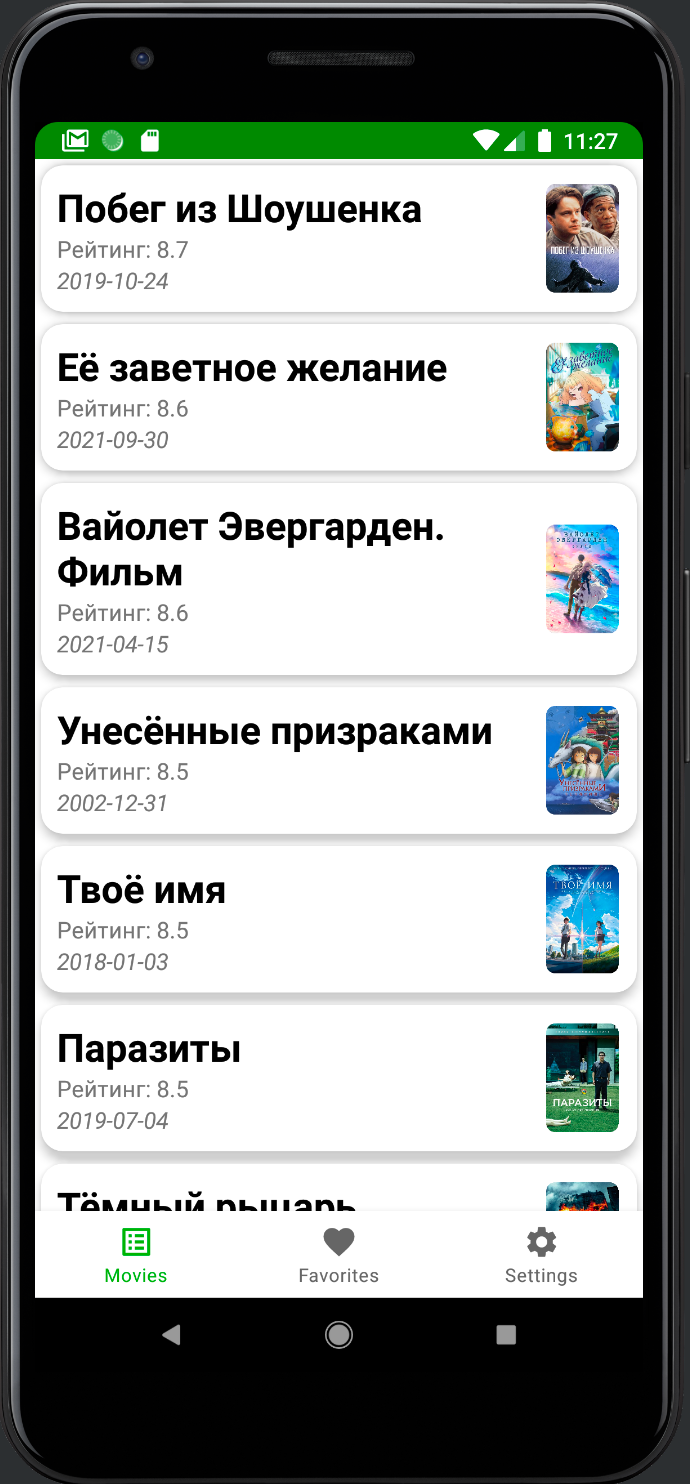 11:27
Побег из Шоушенка
Рейтинг: 8.7
2019-10-24
ПОБЕГ ИЗ ШОУШЕНКА
Её заветное желание
Рейтинг: 8.6
2021-09-30
Её заветное
желание
Вайолет Эвергарден.
Фильм
Рейтинг: 8.6
2021-04-15
Унесённые призраками
Рейтинг: 8.5
2002-12-31
Твоё имя
Рейтинг: 8.5
2018-01-03
ТВОЁ ИМЯ
Паразиты
Рейтинг: 8.5
2019-07-04
ПАРАЗИТЫ
Тёмный рыцарь
Movies
Favorites
Settings